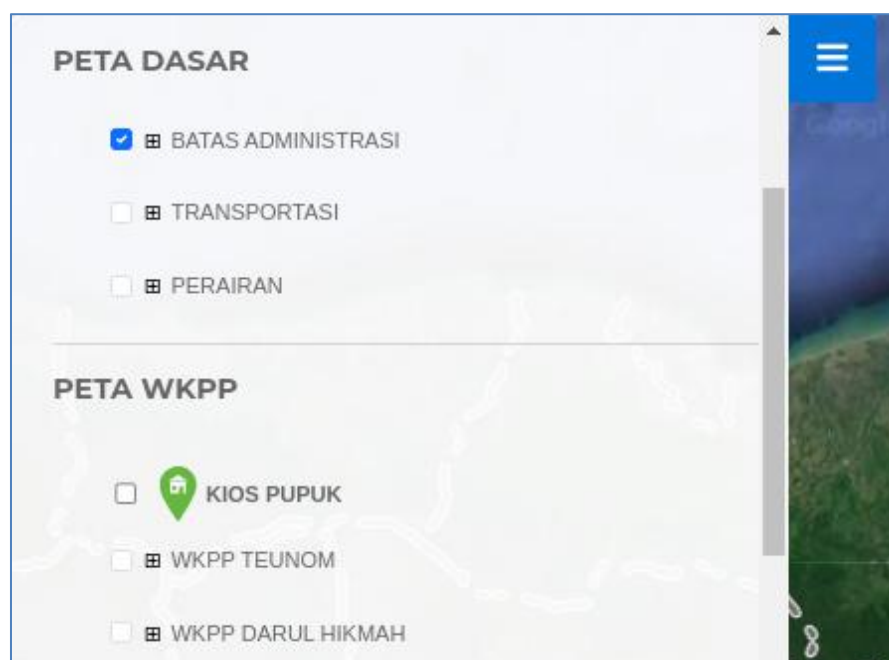 PETA DASAR
BATAS ADMINISTRASI
TRANSPORTASI
PERAIRAN
PETA WKPP
KIOS PUPUK
WKPP TEUNOM
WKPP DARUL HIKMAH